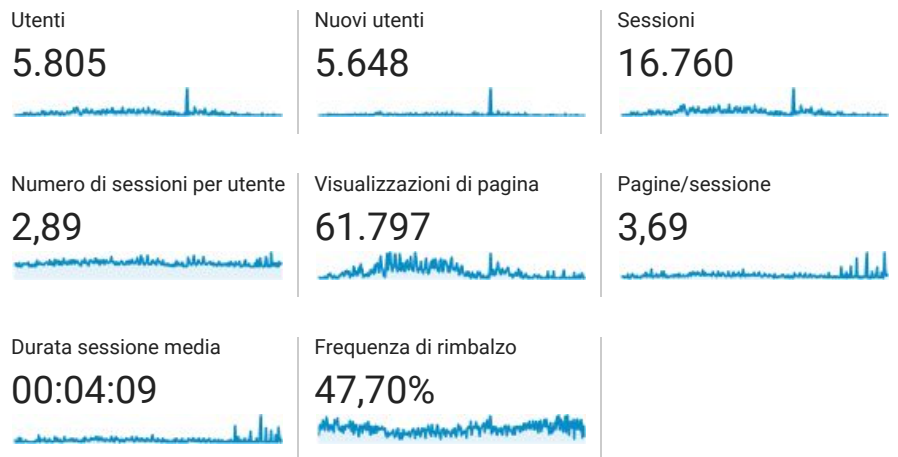 Utenti
5.805
Nuovi utenti
5.648
Sessioni
16.760
Numero di sessioni per utente
2,89
Visualizzazioni di pagina
61.797
Pagine/sessione
3,69
Durata sessione media
00:04:09
Frequenza di rimbalzo
47,70%